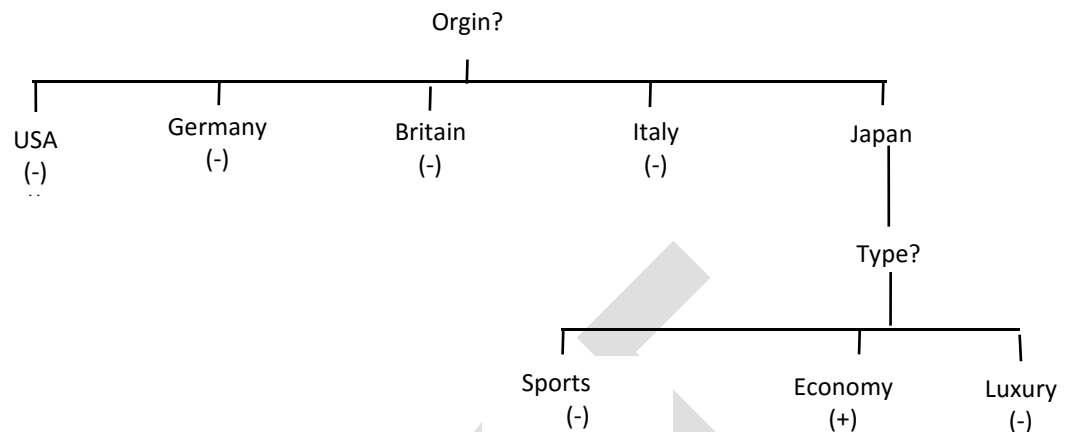 Orgin?
USA
(-)
Germany
(-)
Britain
(-)
Italy
(-)
Japan
Type?
Sports
(-)
Economy
(+)
Luxury
(-)